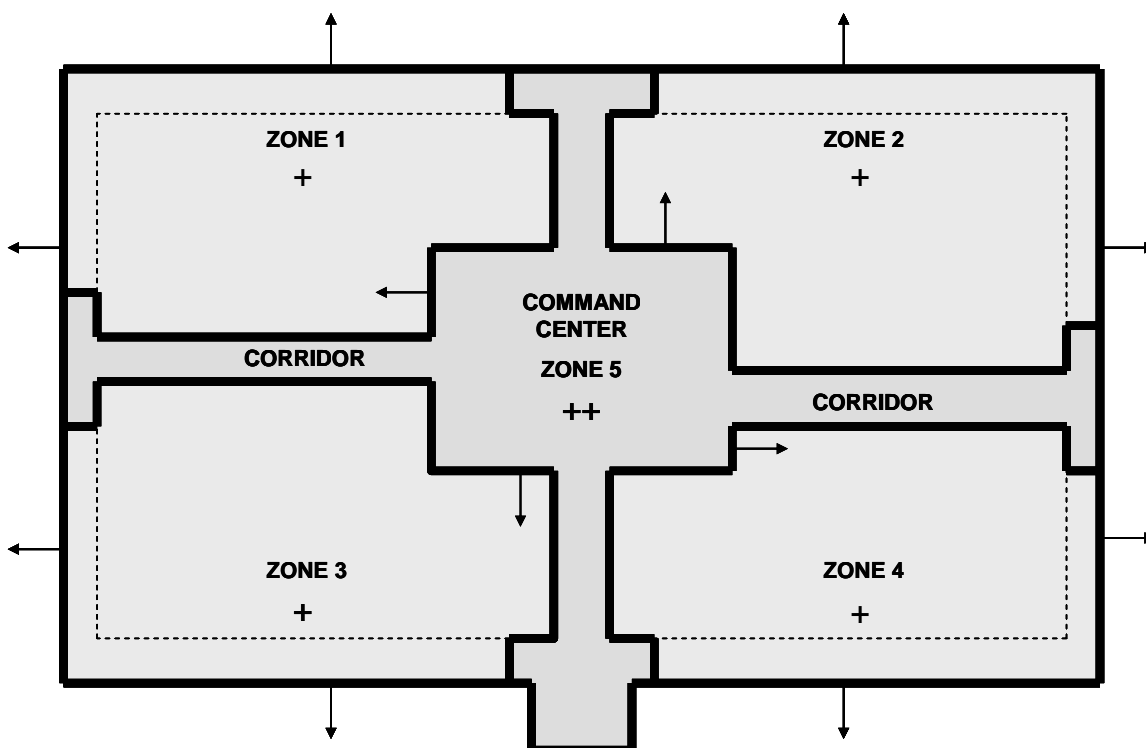 ZONE 1
+
ZONE 2
+
COMMAND
CENTER
ZONE 5
++
CORRIDOR
CORRIDOR
ZONE 3
+
ZONE 4
+